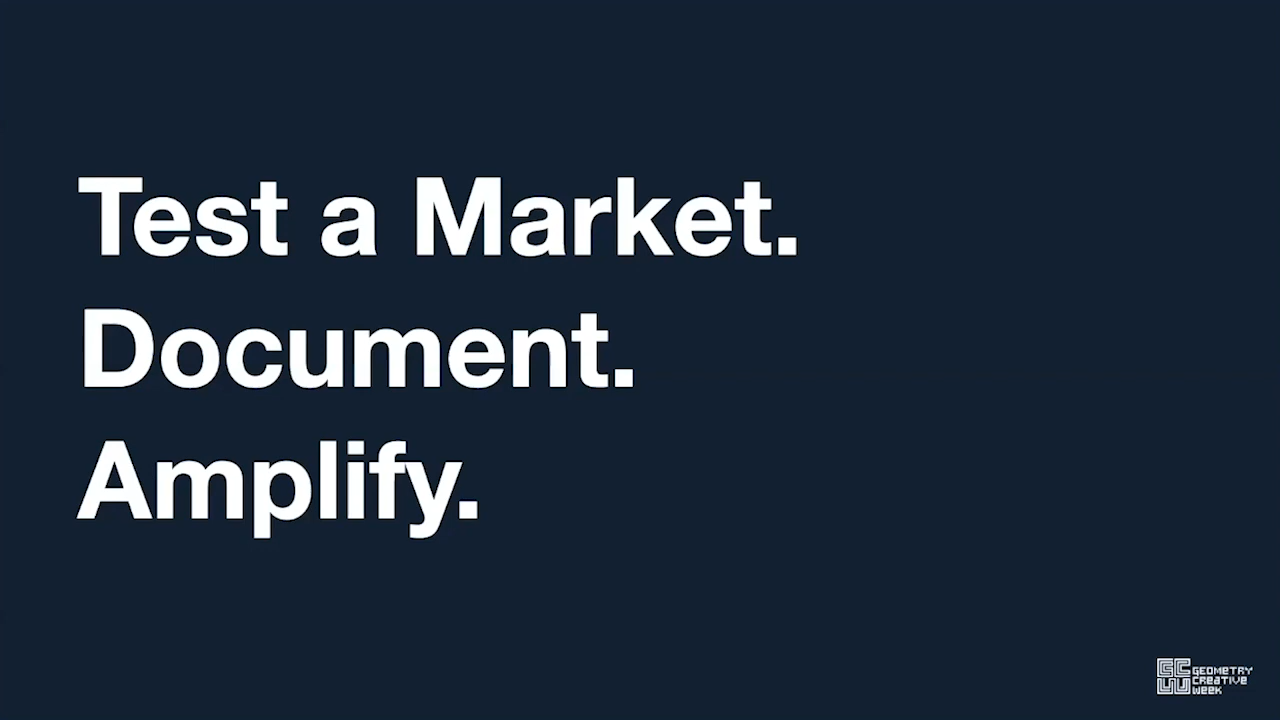 Test a Market.
Document.
Amplify.
GEOMETRY
CREATIVE
WEEK